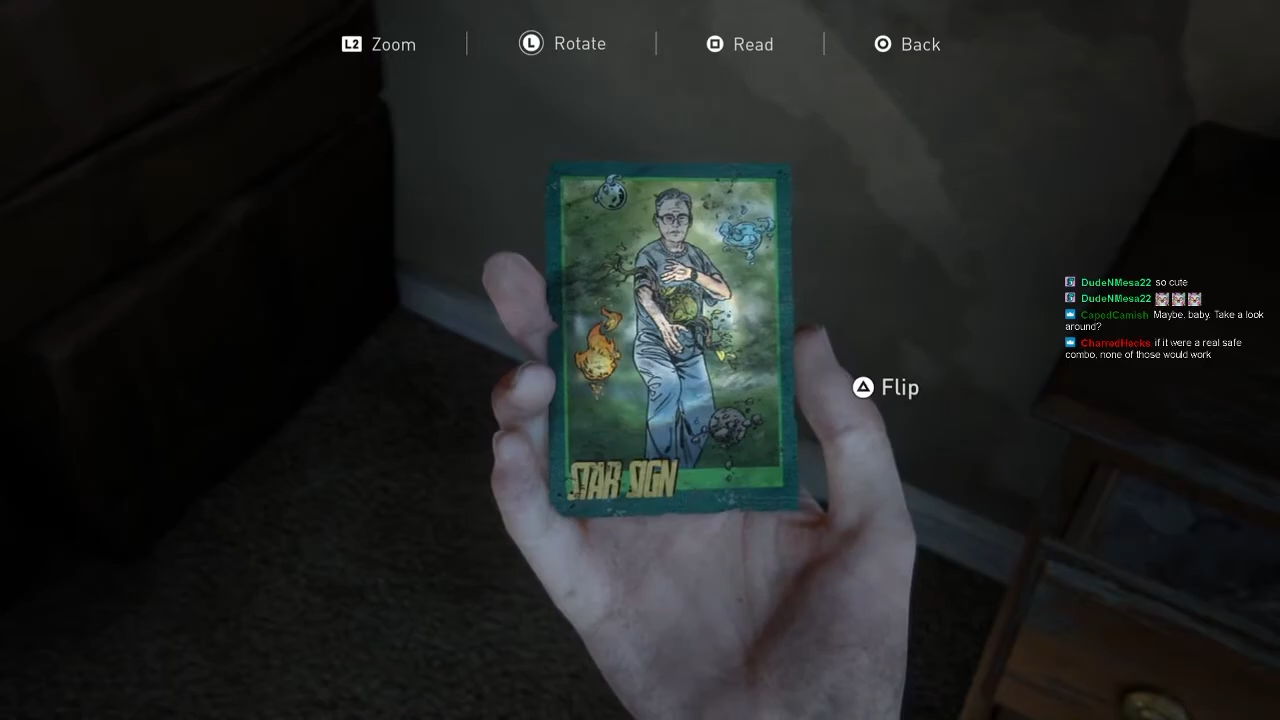 L2 Zoom
L Rotate
Read
Back
STAR SIGN
Flip
DudeNMesa22 so cute
DudeNMesa22
CapedCamish Maybe, baby. Take a look
around?
CharredHacks if it were a real safe
combo, none of those would work